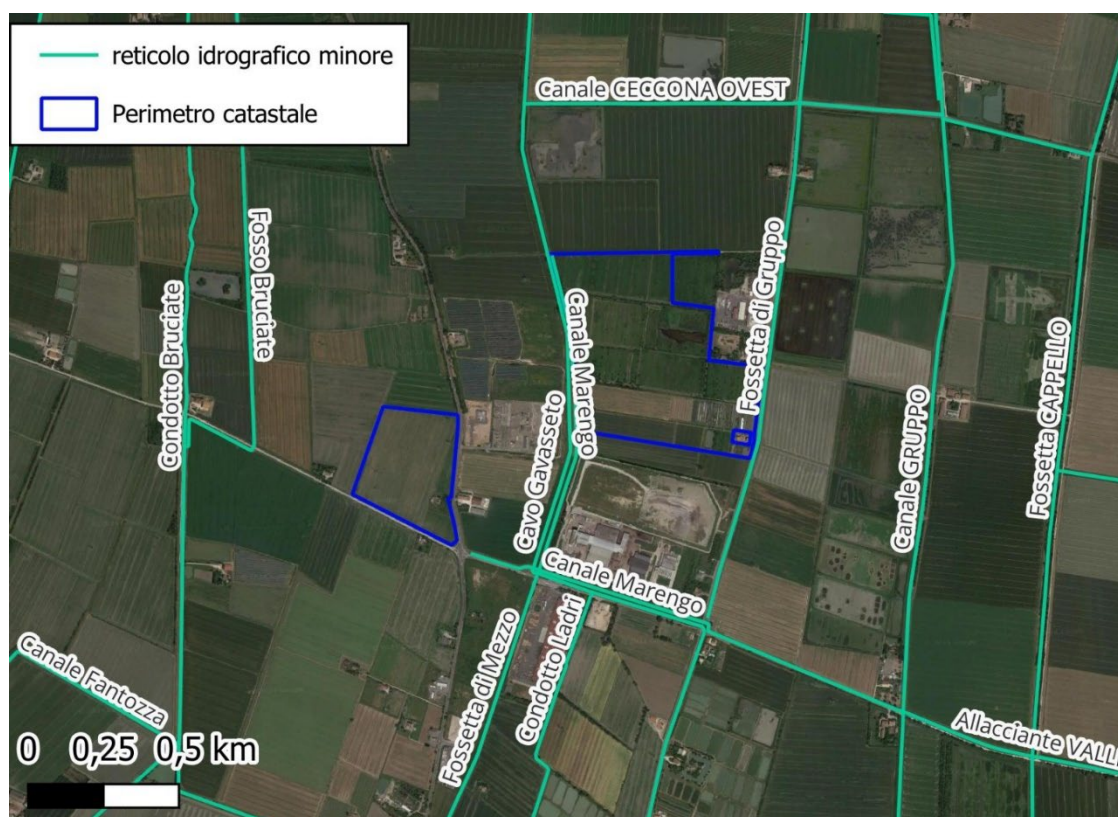 reticolo idrografico minore
Perimetro catastale
Canale CECCONA OVEST
Fosso Bruciate
Condotto Bruciate
Canale Marengo
Fossetta di Gruppo
Cavo Gavasseto
Canale GRUPPO
Fossetta CAPPELLO
Canale Marengo
Fossetta di Mezzo
Condotto Ladri
Canale Fantozza
Allacciante VALLI
0 0,25 0,5 km